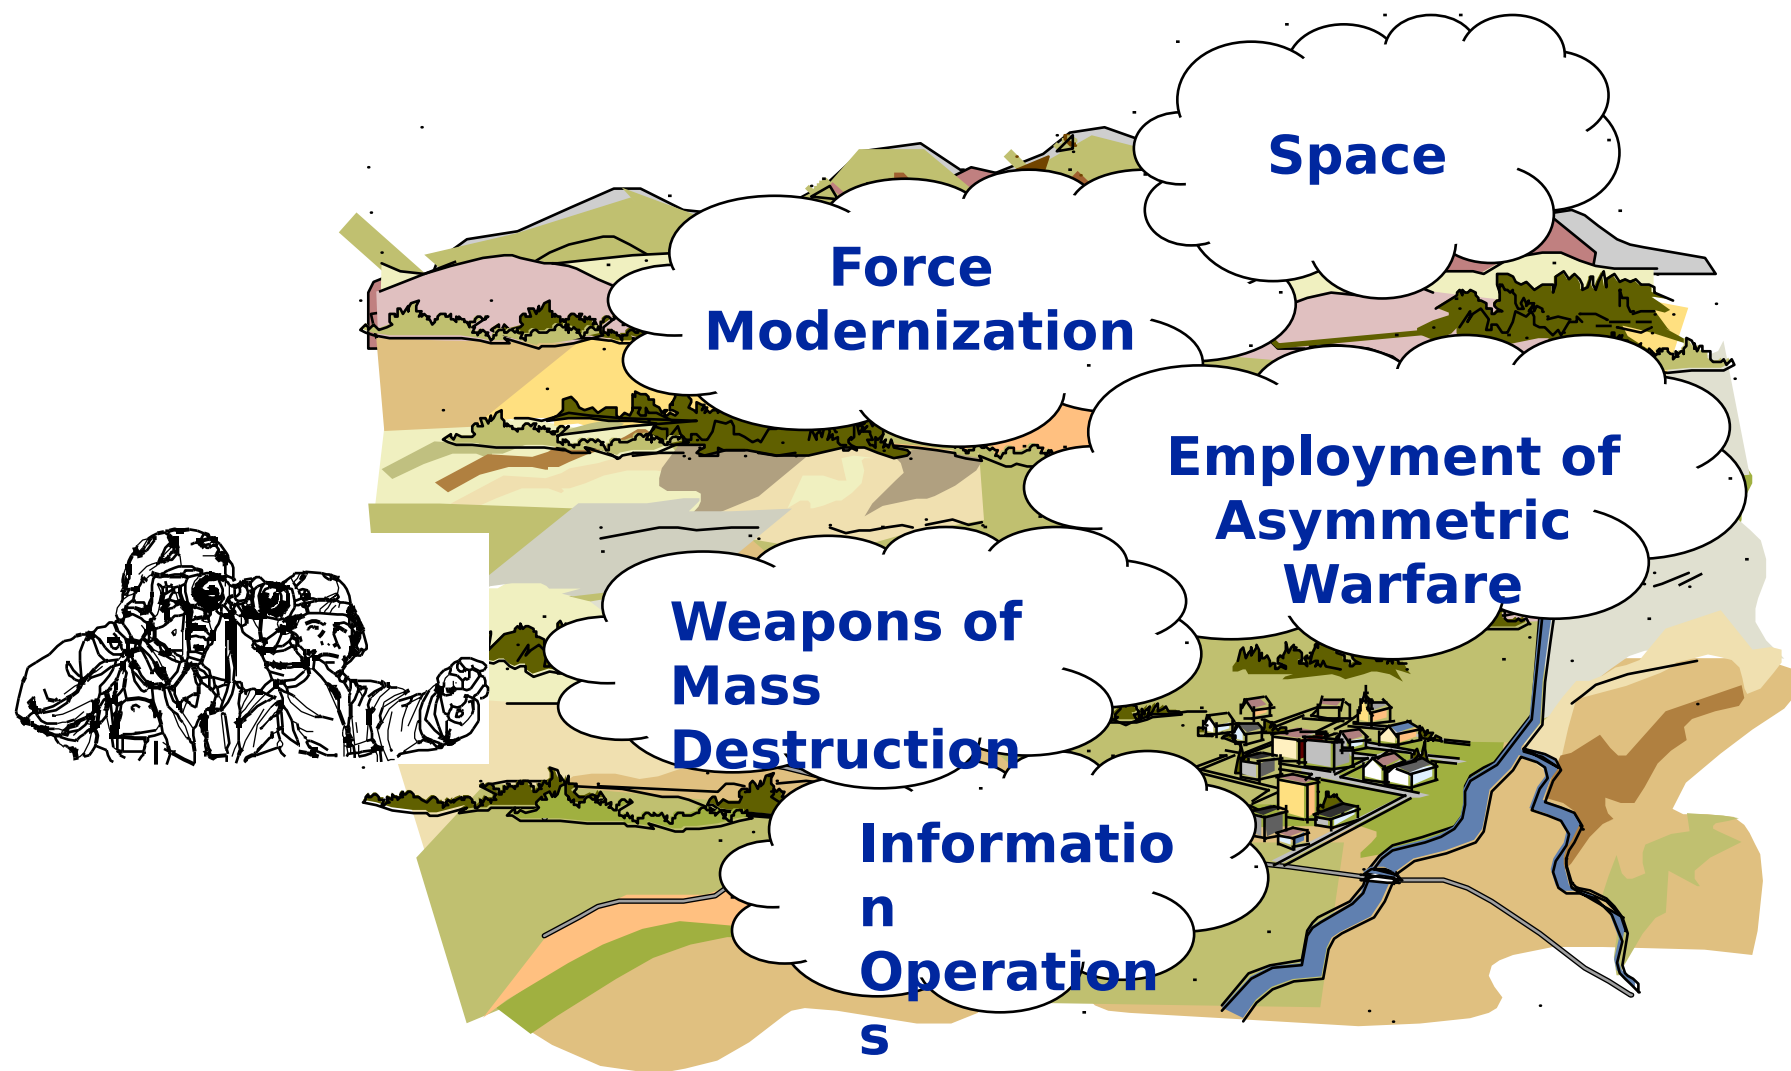 Space
Force
Modernization
Employment of
Asymmetric
Warfare
Weapons of
Mass
Destruction
Informatio
n
Operation
s